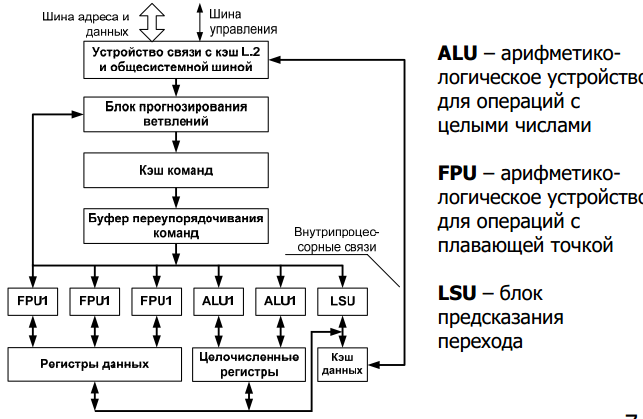 Шина адреса и
данных
Шина
управления
Устройство связи с кэш L.2
и общесистемной шиной
Блок прогнозирования
ветвлений
Кэш команд
Буфер переупорядочивания
команд
Внутрипроцес-
сорные связи
FPU1 FPU1 FPU1 ALU1 ALU1 LSU
Регистры данных
Целочисленные
регистры
Кэш
данных
ALU – арифметико-
логическое устройство
для операций с
целыми числами
FPU – арифметико-
логическое устройство
для операций с
плавающей точкой
LSU – блок
предсказания
перехода